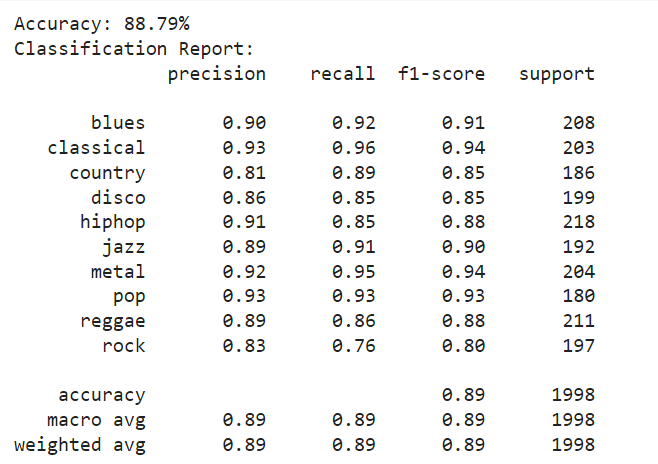 Accuracy: 88.79%
Classification Report:
precision recall f1-score support
blues 0.90 0.92 0.91 208
classical 0.93 0.96 0.94 203
country 0.81 0.89 0.85 186
disco 0.86 0.85 0.85 199
hiphop 0.91 0.85 0.88 218
jazz 0.89 0.91 0.90 192
metal 0.92 0.95 0.94 204
pop 0.93 0.93 0.93 180
reggae 0.89 0.86 0.88 211
rock 0.83 0.76 0.80 197
accuracy 0.89 1998
macro avg 0.89 0.89 0.89 1998
weighted avg 0.89 0.89 0.89 1998